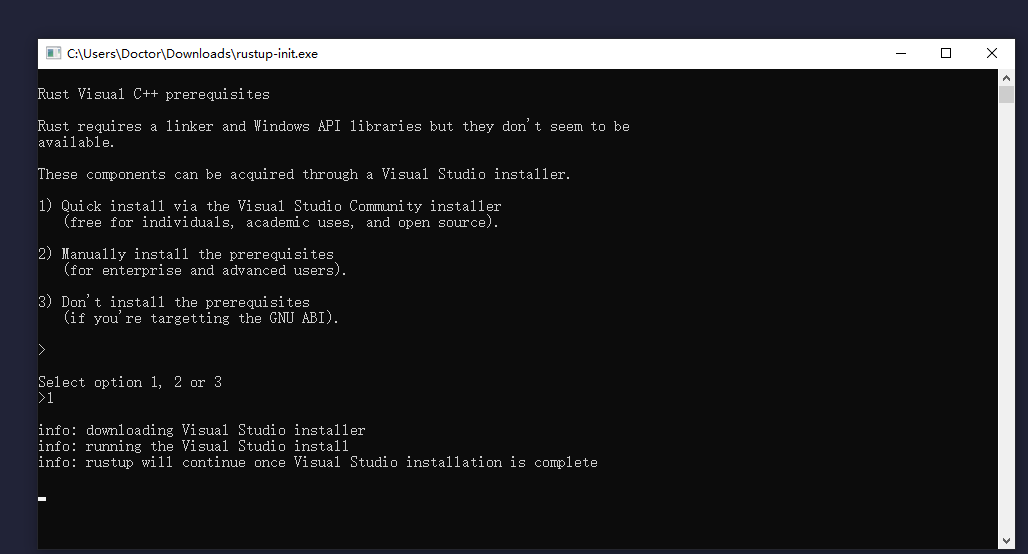 C:\Users\Doctor\Downloads\rustup-init.exe
Rust Visual C++ prerequisites
Rust requires a linker and Windows API libraries but they don't seem to be
available.
These components can be acquired through a Visual Studio installer.
1) Quick install via the Visual Studio Community installer
(free for individuals, academic uses, and open source).
2) Manually install the prerequisites
(for enterprise and advanced users).
3) Don't install the prerequisites
(if you're targetting the GNU ABI).
>
Select option 1, 2 or 3
>1
info: downloading Visual Studio installer
info: running the Visual Studio install
info: rustup will continue once Visual Studio installation is complete